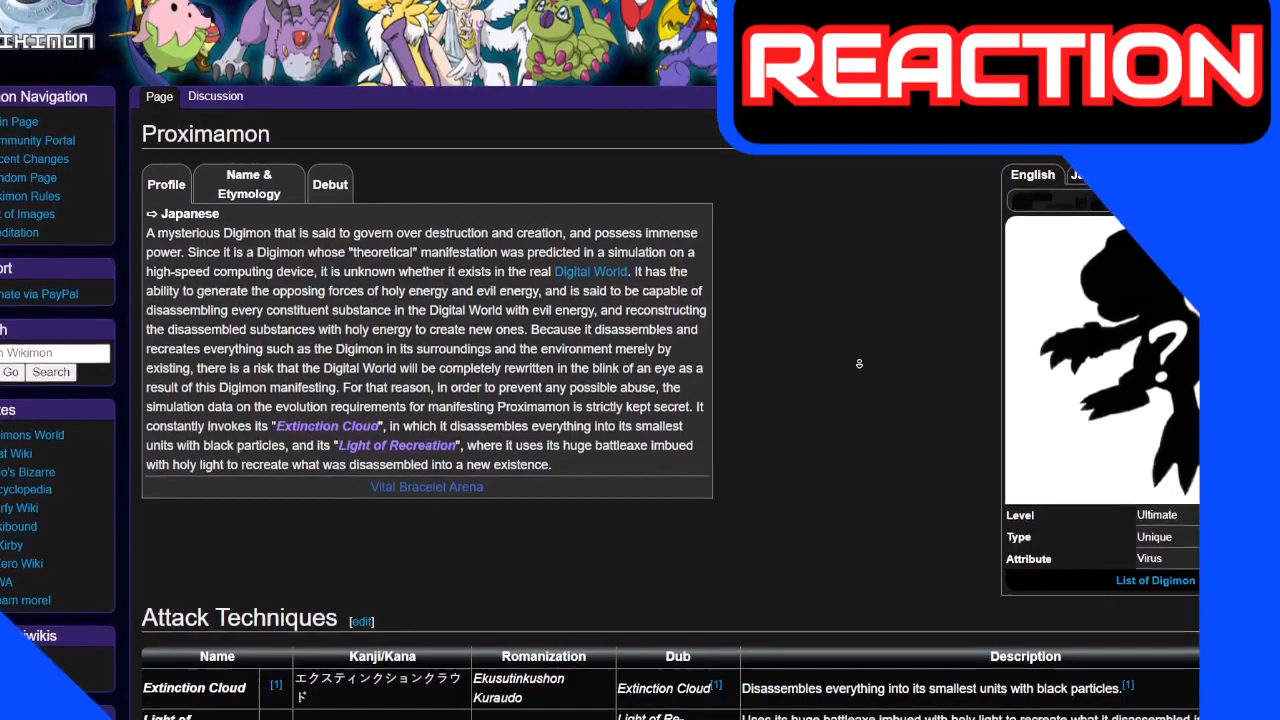 REACTION
IKIMON
on Navigation
Page
Discussion
in Page
mmunity Portal
cent Changes
ndom Page
kimon Rules
t of Images
ditation
ort
nate via PayPal
h
n Wikimon
Go
Search
tes
imons World
at Wiki
o's Bizarre
cyclopedia
rfy Wiki
kibound
Kirby
Zero Wiki
WA
earn more!
iwikis
Proximamon
Profile
Name &
Etymology
Debut
⇨ Japanese
A mysterious Digimon that is said to govern over destruction and creation, and possess immense
power. Since it is a Digimon whose "theoretical" manifestation was predicted in a simulation on a
high-speed computing device, it is unknown whether it exists in the real Digital World. It has the
ability to generate the opposing forces of holy energy and evil energy, and is said to be capable of
disassembling every constituent substance in the Digital World with evil energy, and reconstructing
the disassembled substances with holy energy to create new ones. Because it disassembles and
recreates everything such as the Digimon in its surroundings and the environment merely by
existing, there is a risk that the Digital World will be completely rewritten in the blink of an eye as a
result of this Digimon manifesting. For that reason, in order to prevent any possible abuse, the
simulation data on the evolution requirements for manifesting Proximamon is strictly kept secret. It
constantly invokes its "Extinction Cloud", in which it disassembles everything into its smallest
units with black particles, and its "Light of Recreation", where it uses its huge battleaxe imbued
with holy light to recreate what was disassembled into a new existence.
Vital Bracelet Arena
English
Level Ultimate
Type Unique
Attribute Virus
List of Digimon
Attack Techniques [edit]
Name Kanji/Kana Romanization Dub Description
Extinction Cloud [1] エクスティンクションクラウ
ド Ekusutinkushon
Kuraudo Extinction Cloud[1] Disassembles everything into its smallest units with black particles.[1]
Light of Light of Re- Uses its huge battleaxe imbued with holy light to recreate what it disassembled in